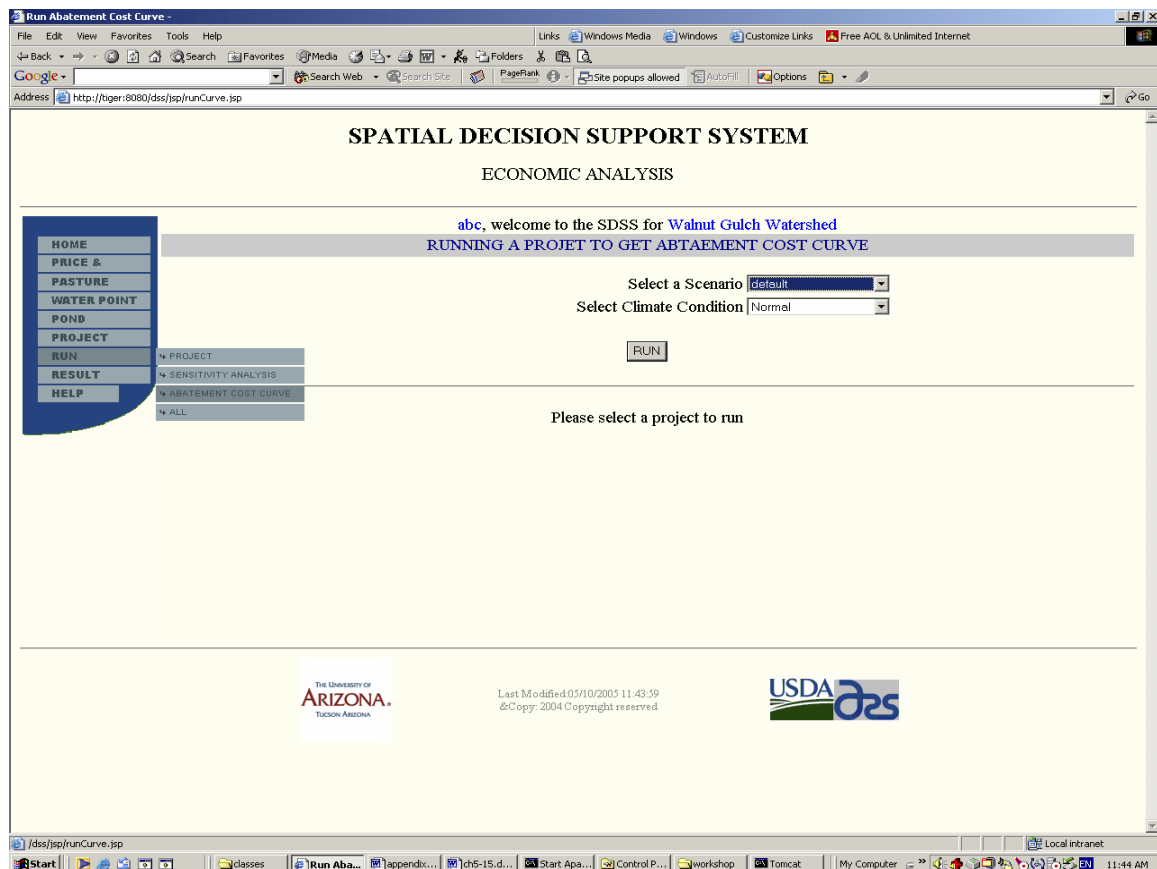 Run Abatement Cost Curve -
File Edit View Favorites Tools Help Links Windows Media Windows Customize Links Free AOL & Unlimited Internet
Back Search Favorites Media Folders
Google Search Web Search Site PageRank Site popups allowed AutoFill Options
Address http://tiger:8080/dss/jsp/runCurve.jsp Go
SPATIAL DECISION SUPPORT SYSTEM
ECONOMIC ANALYSIS
abc, welcome to the SDSS for Walnut Gulch Watershed
RUNNING A PROJET TO GET ABTAEMENT COST CURVE
HOME
PRICE &
PASTURE
WATER POINT
POND
PROJECT
RUN
RESULT
HELP
PROJECT
SENSITIVITY ANALYSIS
ABATEMENT COST CURVE
ALL
Select a Scenario default
Select Climate Condition Normal
RUN
Please select a project to run
THE UNIVERSITY OF
ARIZONA.
TUCSON ARIZONA
Last Modified:05/10/2005 11:43:59
&Copy: 2004 Copyright reserved
USDA ars
/dss/jsp/runCurve.jsp Local intranet
Start classes Run Aba... appendix... ch5-15.d... Start Apa... Control P... workshop Tomcat My Computer EN 11:44 AM